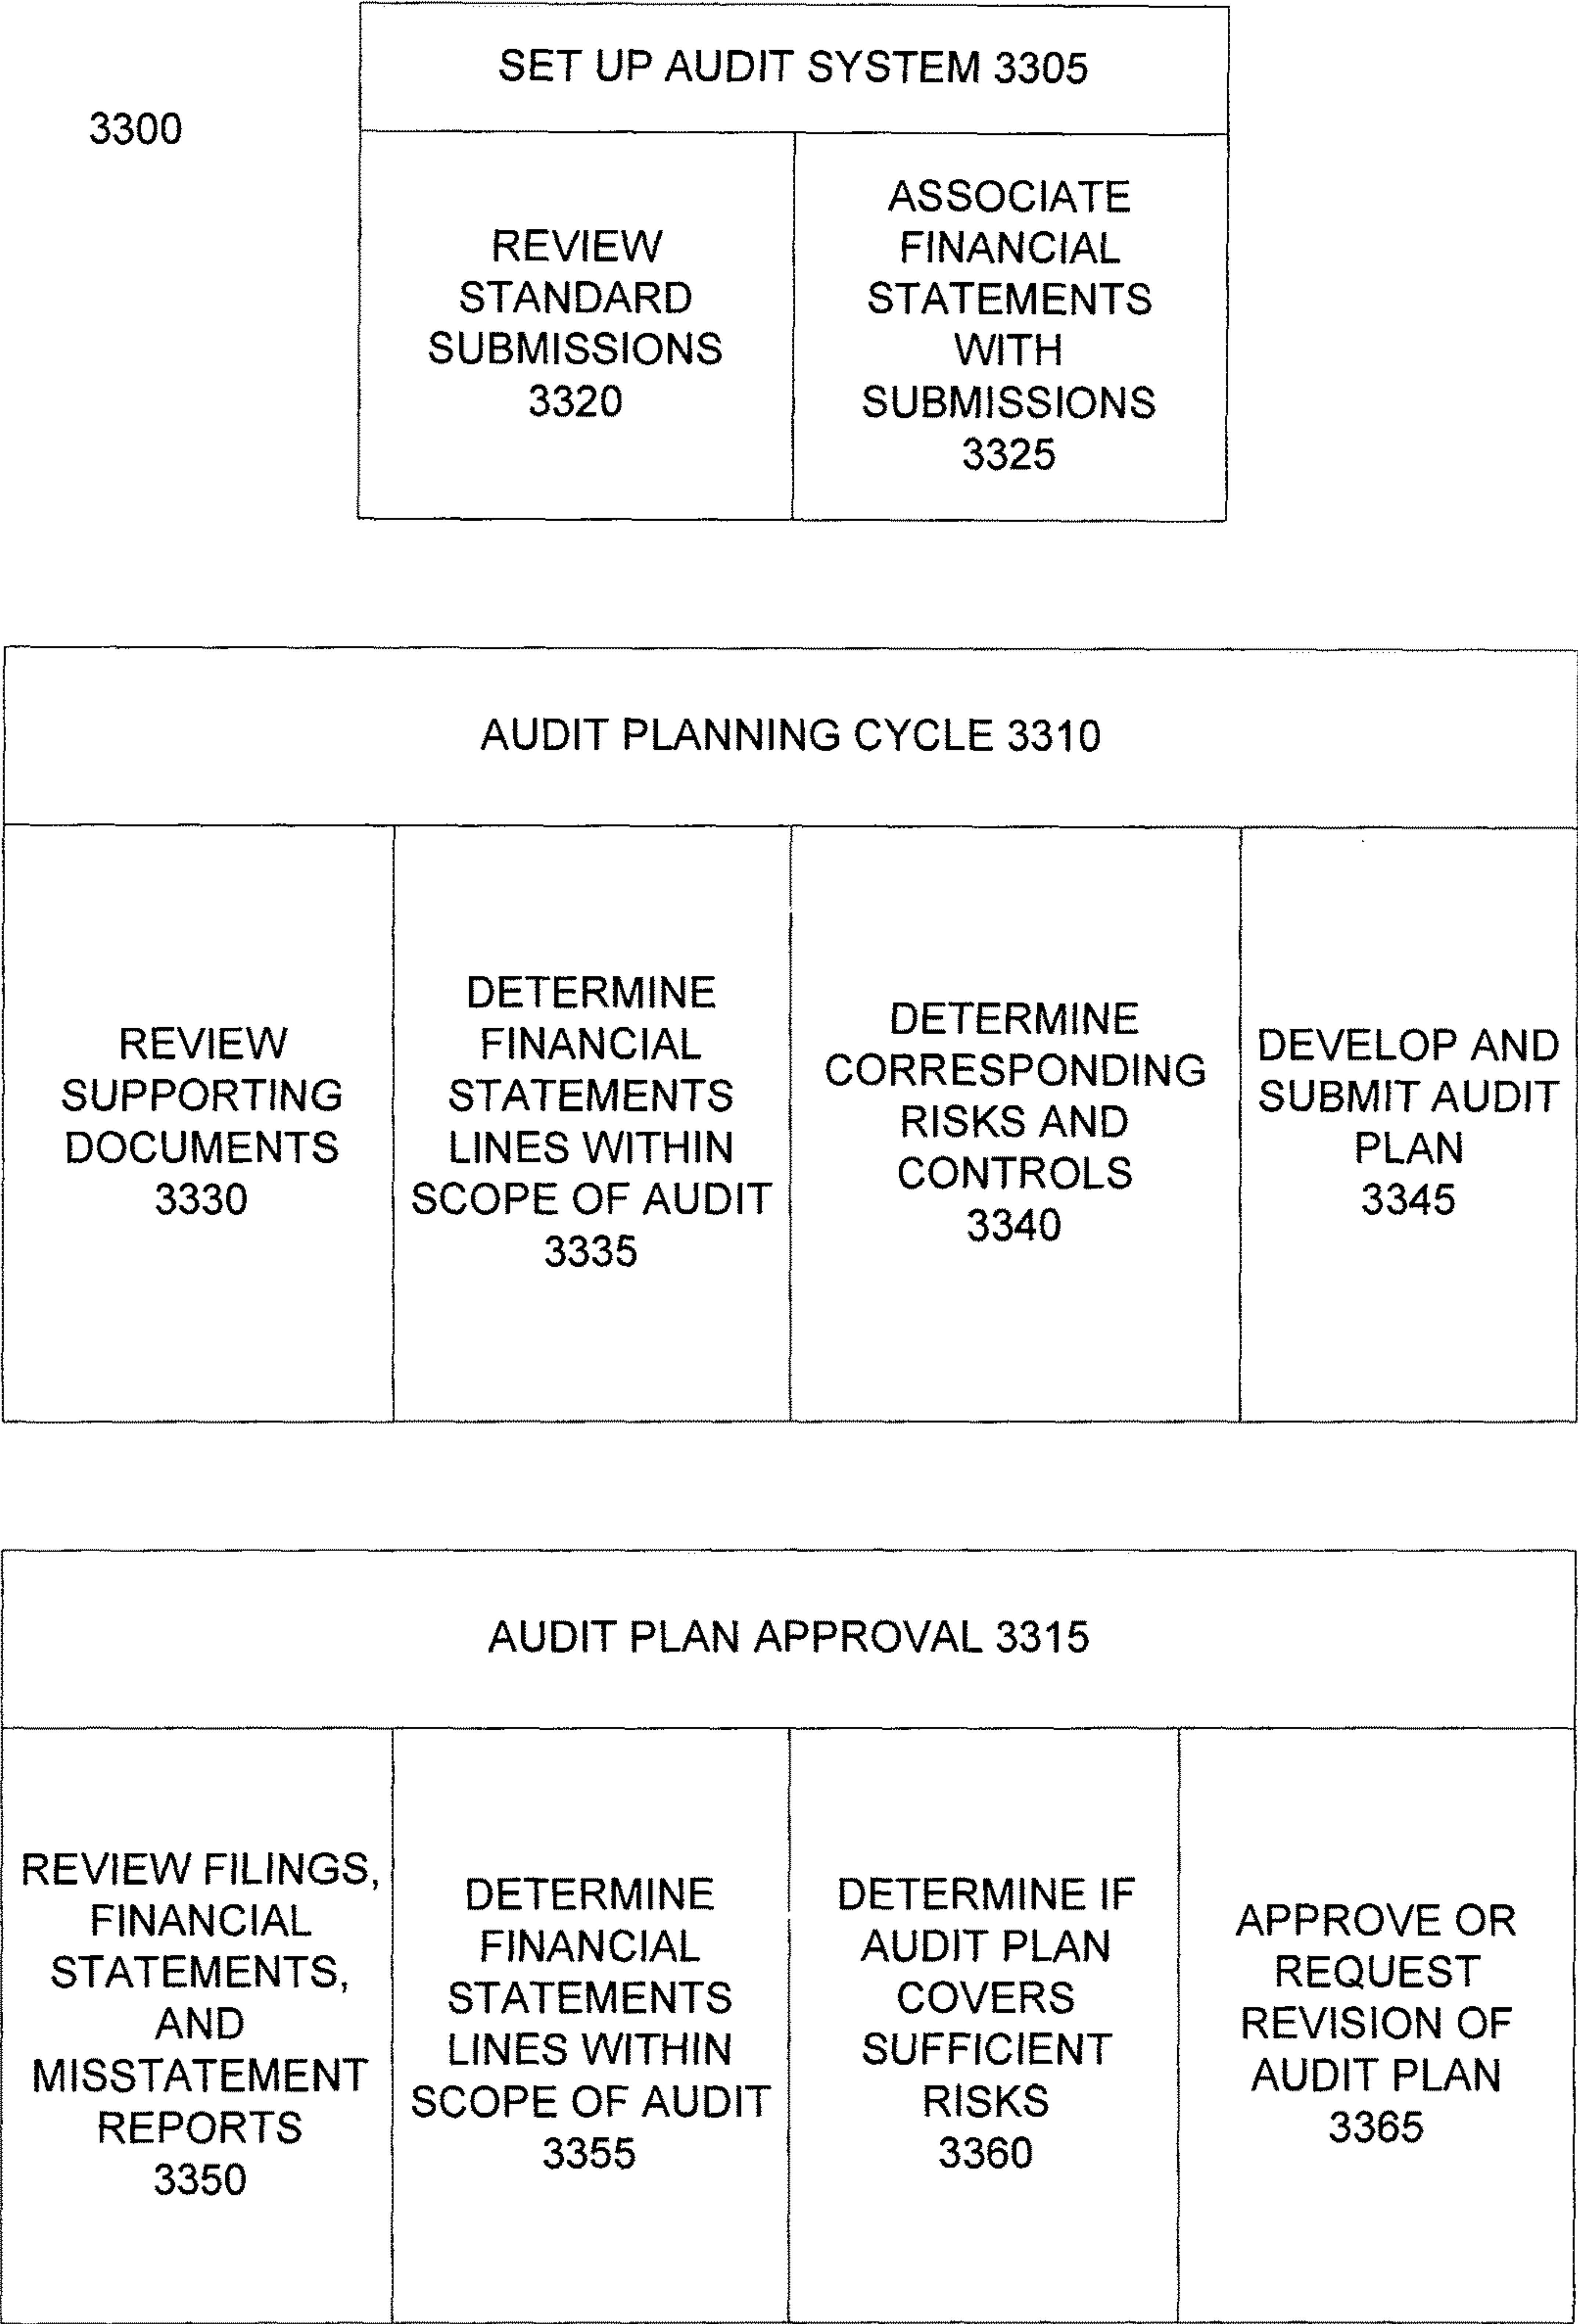 SET UP AUDIT SYSTEM 3305
3300
REVIEW
STANDARD
SUBMISSIONS
3320
ASSOCIATE
FINANCIAL
STATEMENTS
WITH
SUBMISSIONS
3325
AUDIT PLANNING CYCLE 3310
REVIEW
SUPPORTING
DOCUMENTS
3330
DETERMINE
FINANCIAL
STATEMENTS
LINES WITHIN
SCOPE OF AUDIT
3335
DETERMINE
CORRESPONDING
RISKS AND
CONTROLS
3340
DEVELOP AND
SUBMIT AUDIT
PLAN
3345
AUDIT PLAN APPROVAL 3315
REVIEW FILINGS,
FINANCIAL
STATEMENTS,
AND
MISSTATEMENT
REPORTS
3350
DETERMINE
FINANCIAL
STATEMENTS
LINES WITHIN
SCOPE OF AUDIT
3355
DETERMINE IF
AUDIT PLAN
COVERS
SUFFICIENT
RISKS
3360
APPROVE OR
REQUEST
REVISION OF
AUDIT PLAN
3365